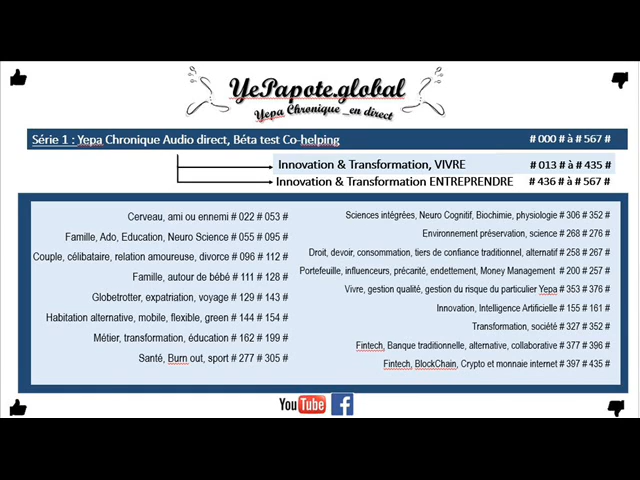 YePapote.global
Yepa Chronique _en direct
Série 1 : Yepa Chronique Audio direct, Béta test Co-helping # 000 # à # 567 #
Innovation & Transformation, VIVRE # 013 # à # 435 #
Innovation & Transformation ENTREPRENDRE # 436 # à # 567 #
Cerveau, ami ou ennemi # 022 # 053 #
Famille, Ado, Education, Neuro Science # 055 # 095 #
Couple, célibataire, relation amoureuse, divorce # 096 # 112 #
Famille, autour de bébé # 111 # 128 #
Globetrotter, expatriation, voyage # 129 # 143 #
Habitation alternative, mobile, flexible, green # 144 # 154 #
Métier, transformation, éducation # 162 # 199 #
Santé, Burn out, sport # 277 # 305 #
Sciences intégrées, Neuro Cognitif, Biochimie, physiologie # 306 # 352 #
Environnement préservation, science # 268 # 276 #
Droit, devoir, consommation, tiers de confiance traditionnel, alternatif # 258 # 267 #
Portefeuille, influenceurs, précarité, endettement, Money Management # 200 # 257 #
Vivre, gestion qualité, gestion du risque du particulier Yepa # 353 # 376 #
Innovation, Intelligence Artificielle # 155 # 161 #
Transformation, société # 327 # 352 #
Fintech, Banque traditionnelle, alternative, collaborative # 377 # 396 #
Fintech, BlockChain, Crypto et monnaie internet # 397 # 435 #
YouTube f